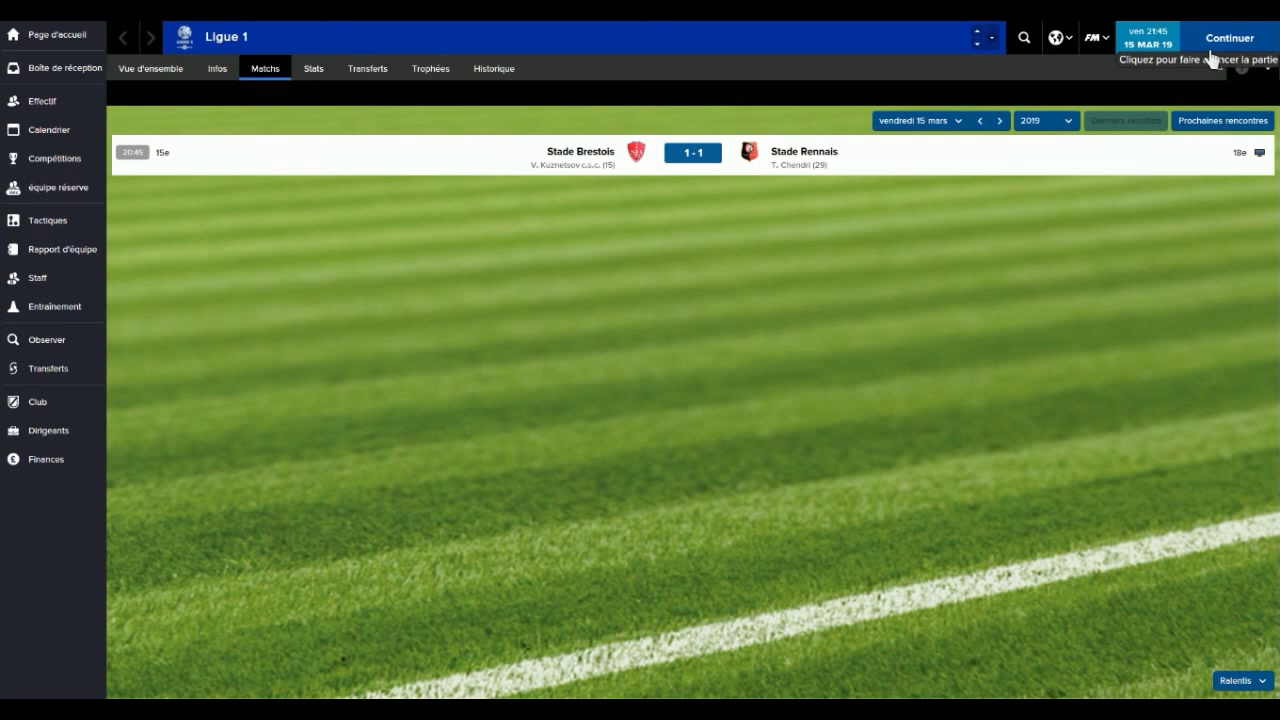 Page d'accueil
Ligue 1
FM
ven 21:45
15 MAR 19
Continuer
Cliquez pour faire la partie
Boîte de réception
Vue d'ensemble
Infos
Matchs
Stats
Transferts
Trophées
Historique
Effectif
Calendrier
Compétitions
équipe réserve
Tactiques
Rapport d'équipe
Staff
Entraînement
Observer
Transferts
Club
Dirigeants
Finances
vendredi 15 mars
2019
Derniers résultats
Prochaines rencontres
20:45
15e
Stade Brestois
1 - 1
Stade Rennais
18e
V. Kuznetsov c.s.c. (15)
T. Chendri (29)
Ralentis